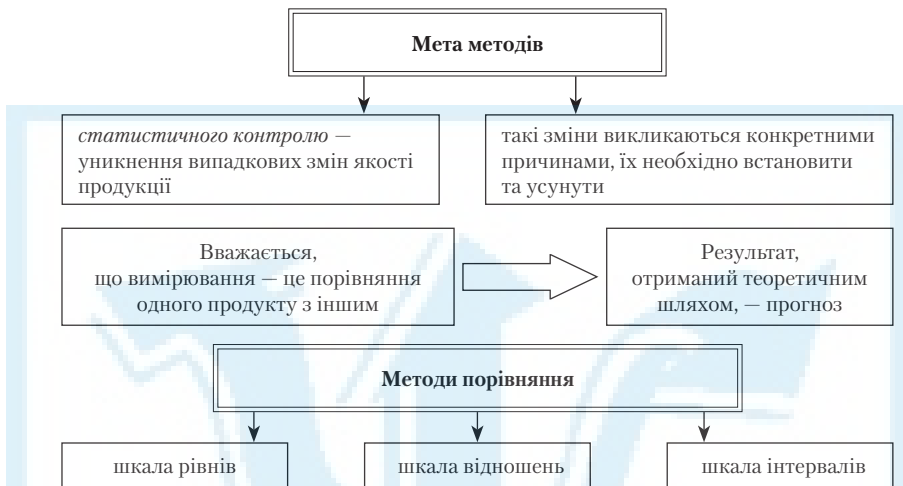 Мета методів
статистичного контролю —
уникнення випадкових змін якості
продукції
такі зміни викликаються конкретними
причинами, їх необхідно встановити
та усунути
Вважається,
що вимірювання — це порівняння
одного продукту з іншим
Результат,
отриманий теоретичним
шляхом, — прогноз
Методи порівняння
шкала рівнів
шкала відношень
шкала інтервалів